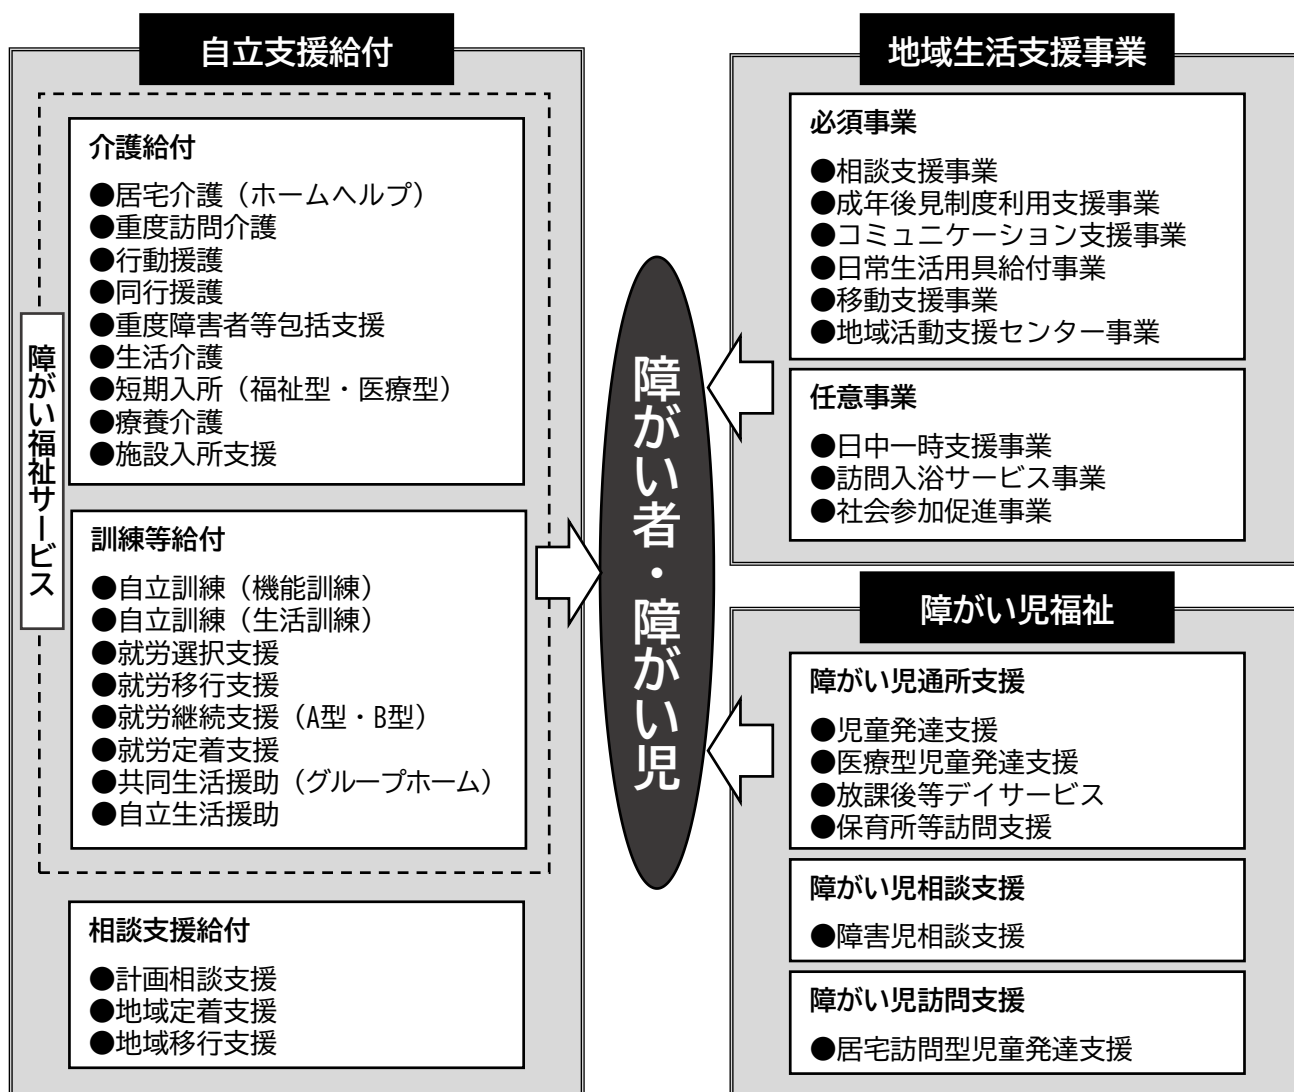 自立支援給付
障がい福祉サービス
介護給付
●居宅介護（ホームヘルプ）
●重度訪問介護
●行動援護
●同行援護
●重度障害者等包括支援
●生活介護
●短期入所（福祉型・医療型）
●療養介護
●施設入所支援
訓練等給付
●自立訓練（機能訓練）
●自立訓練（生活訓練）
●就労選択支援
●就労移行支援
●就労継続支援（A型・B型）
●就労定着支援
●共同生活援助（グループホーム）
●自立生活援助
相談支援給付
●計画相談支援
●地域定着支援
●地域移行支援
障がい者・障がい児
地域生活支援事業
必須事業
●相談支援事業
●成年後見制度利用支援事業
●コミュニケーション支援事業
●日常生活用具給付事業
●移動支援事業
●地域活動支援センター事業
任意事業
●日中一時支援事業
●訪問入浴サービス事業
●社会参加促進事業
障がい児福祉
障がい児通所支援
●児童発達支援
●医療型児童発達支援
●放課後等デイサービス
●保育所等訪問支援
障がい児相談支援
●障害児相談支援
障がい児訪問支援
●居宅訪問型児童発達支援